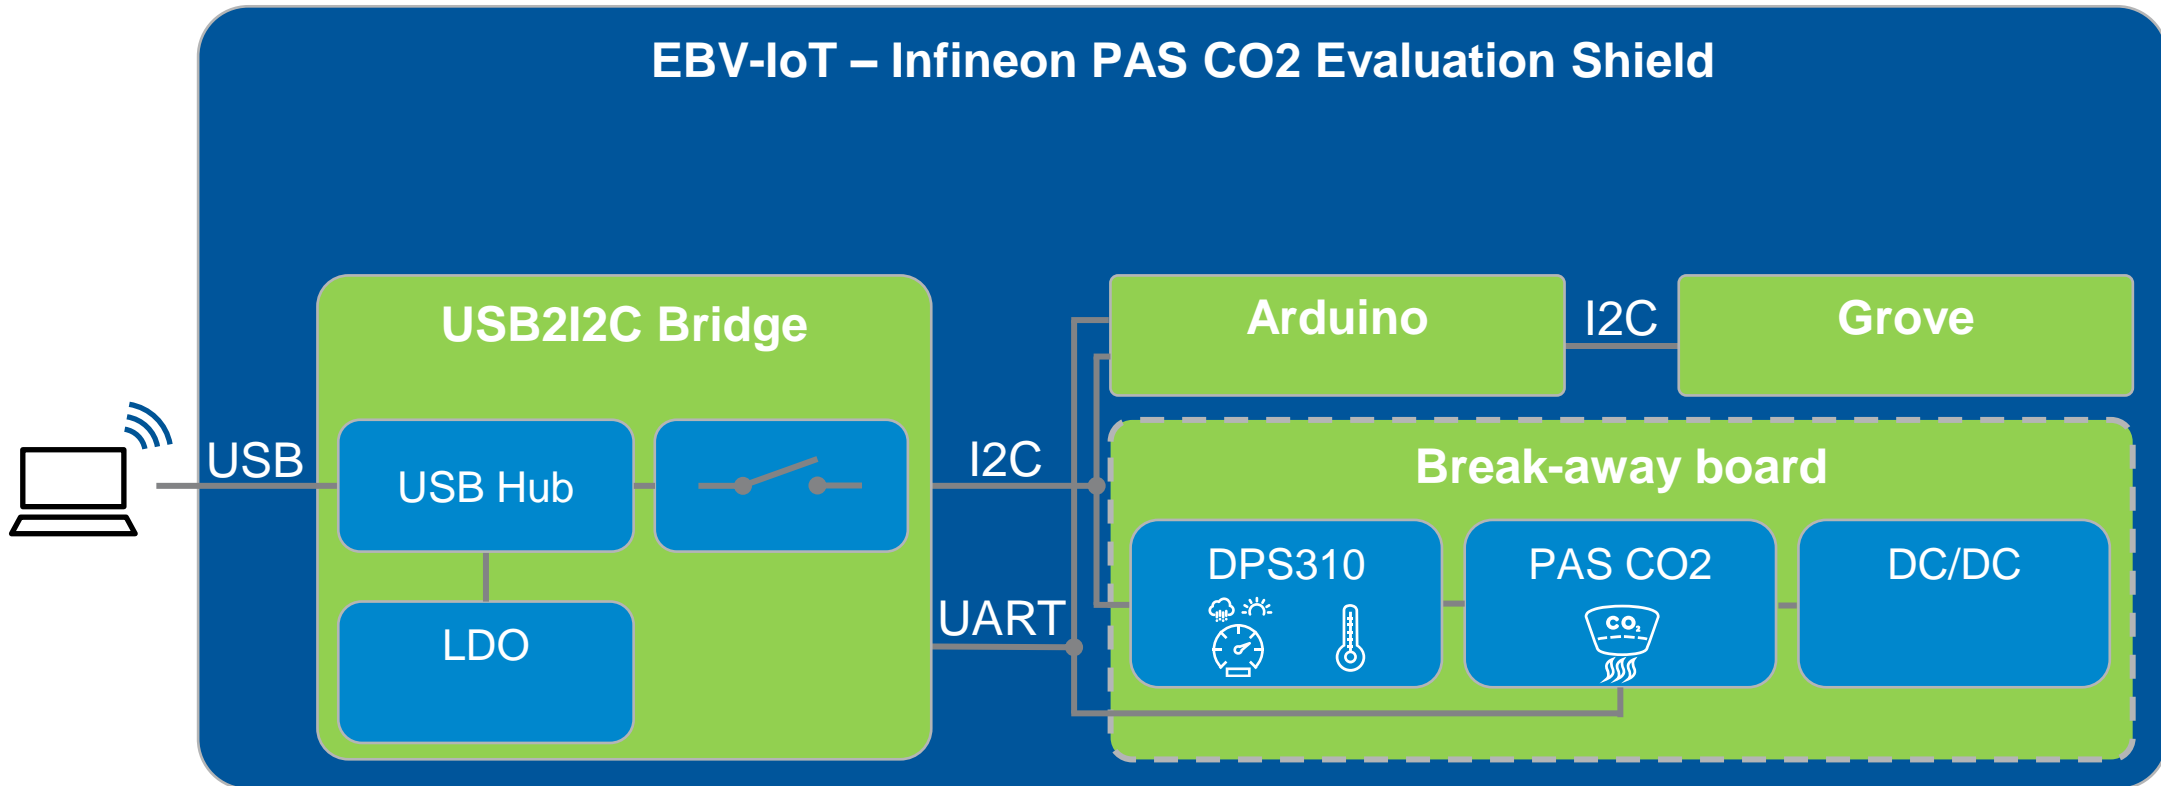 EBV-IoT – Infineon PAS CO2 Evaluation Shield
USB2I2C Bridge
Arduino
I2C
Grove
USB
USB Hub
I2C
Break-away board
LDO
UART
DPS310
PAS CO2
CO₂
DC/DC